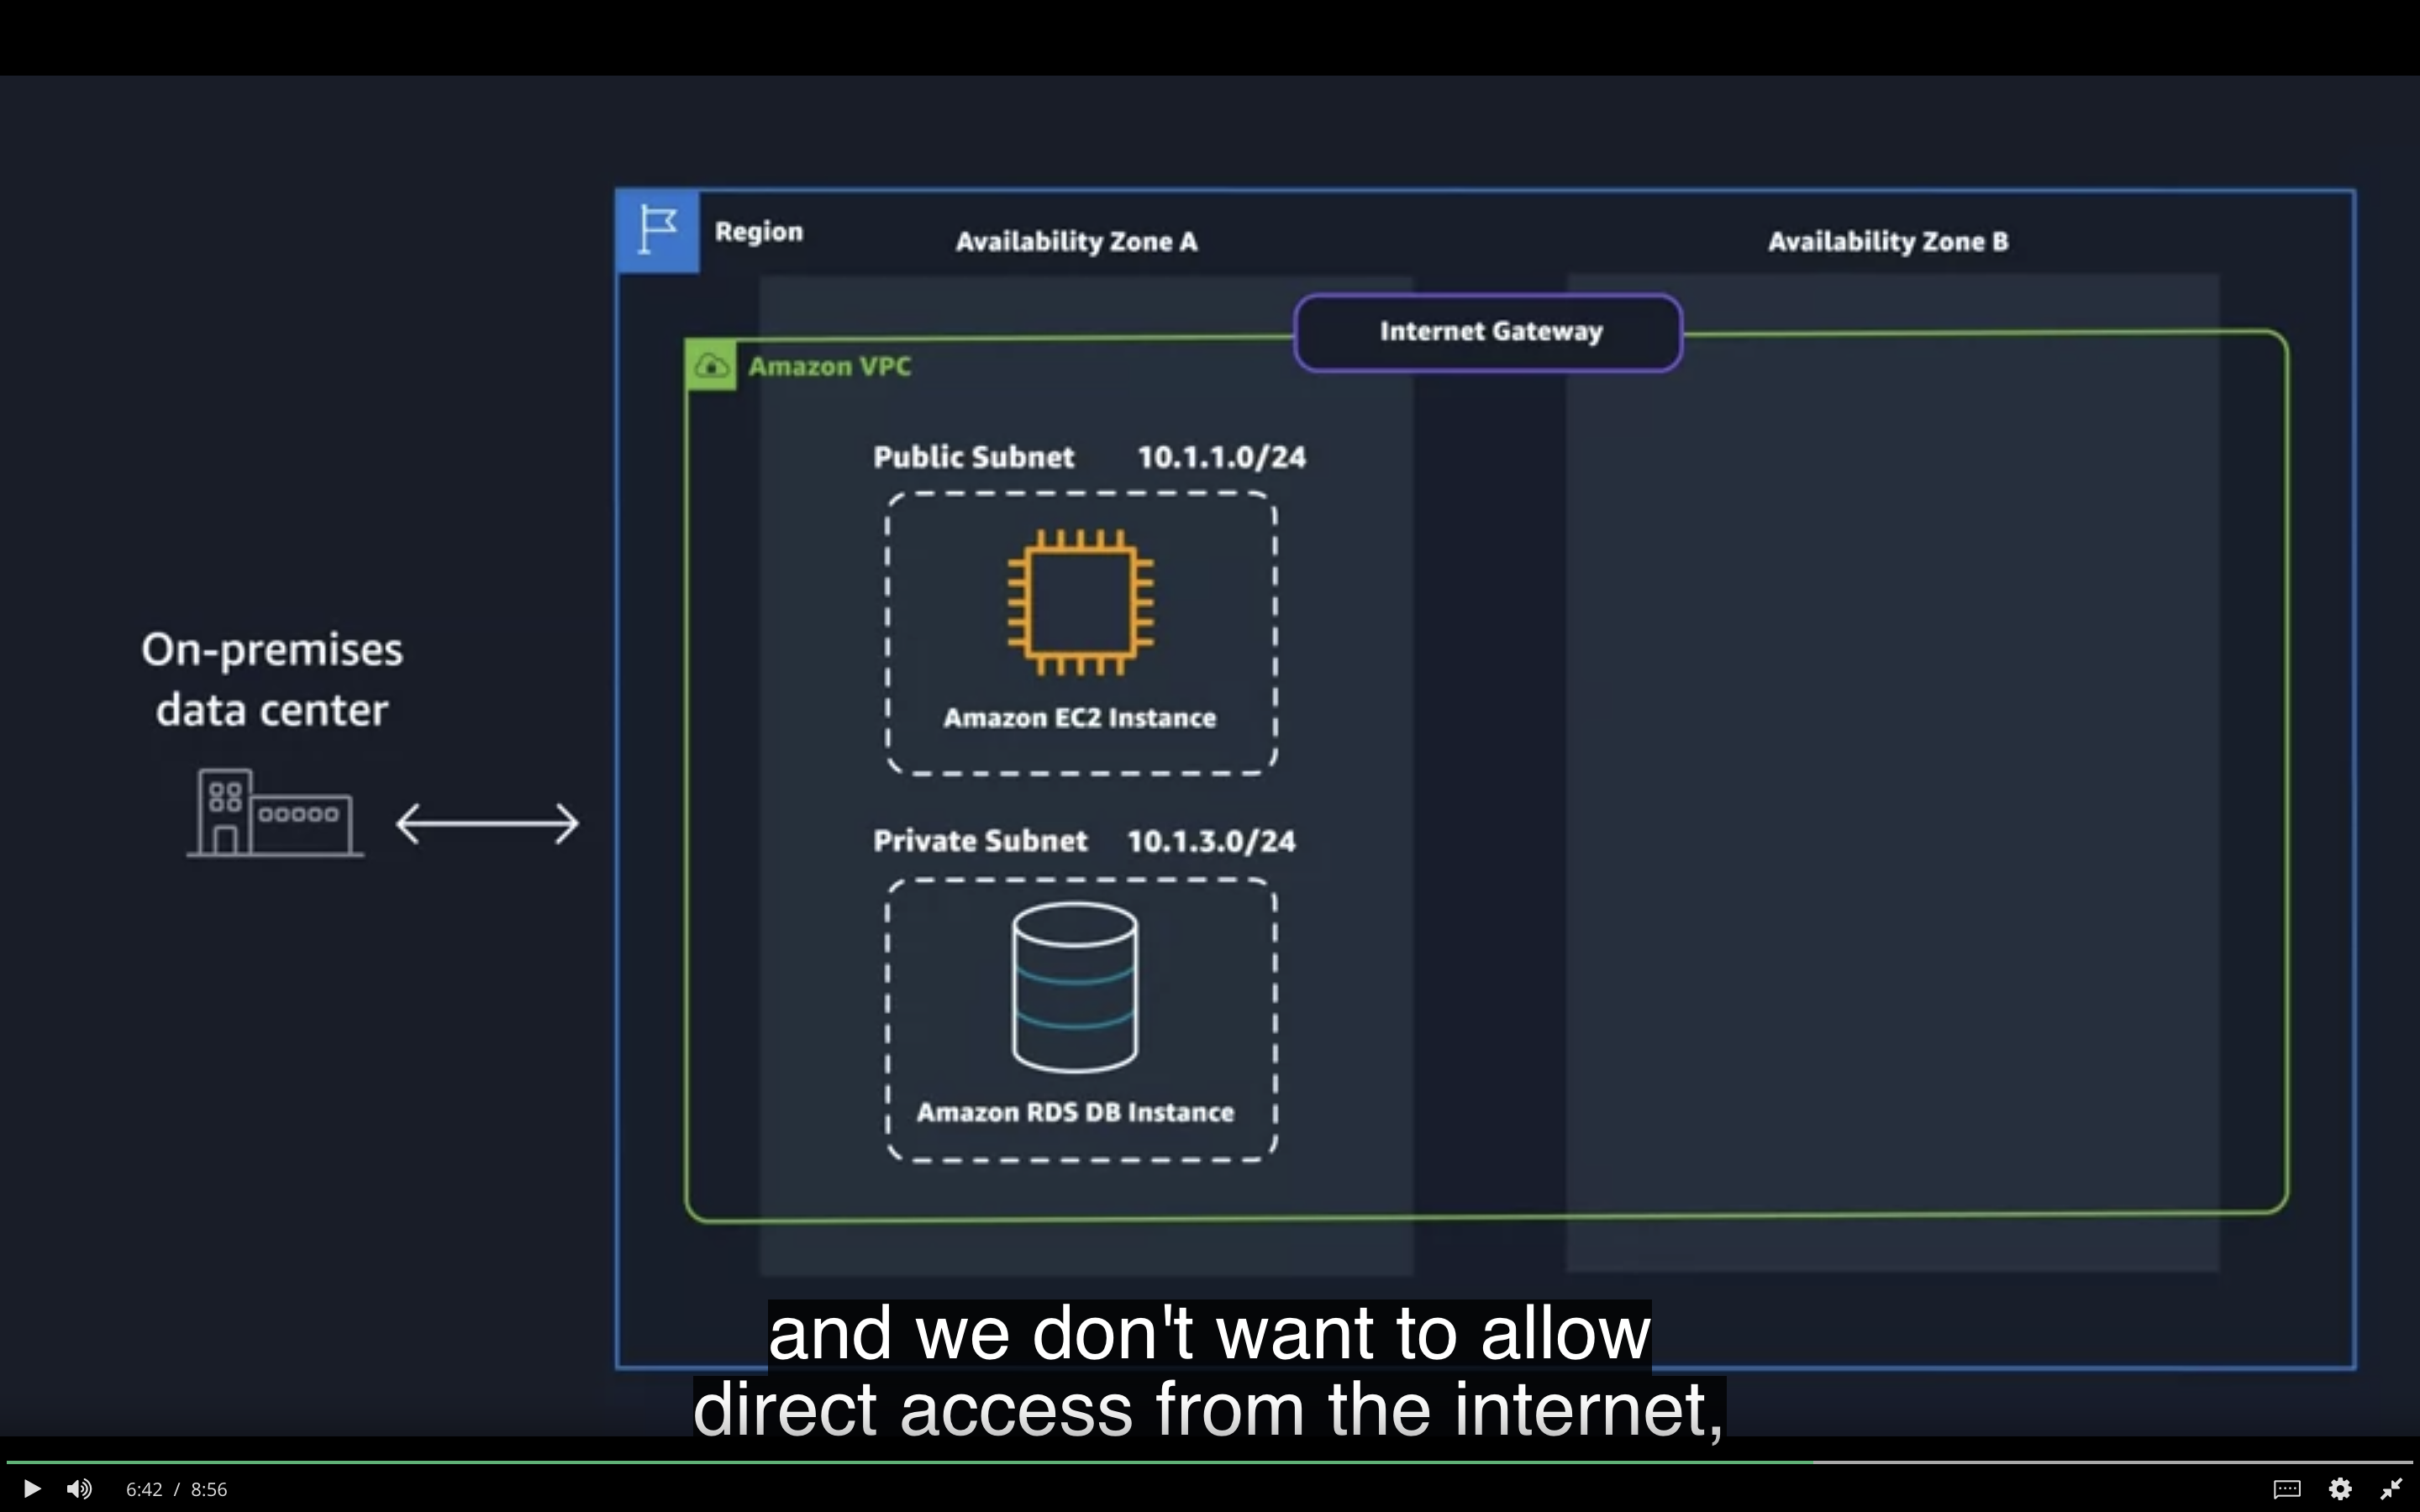 Region
Availability Zone A
Availability Zone B
Internet Gateway
Amazon VPC
Public Subnet 10.1.1.0/24
Amazon EC2 Instance
On-premises
data center
Private Subnet 10.1.3.0/24
Amazon RDS DB Instance
and we don't want to allow
direct access from the internet,
6:42 / 8:56